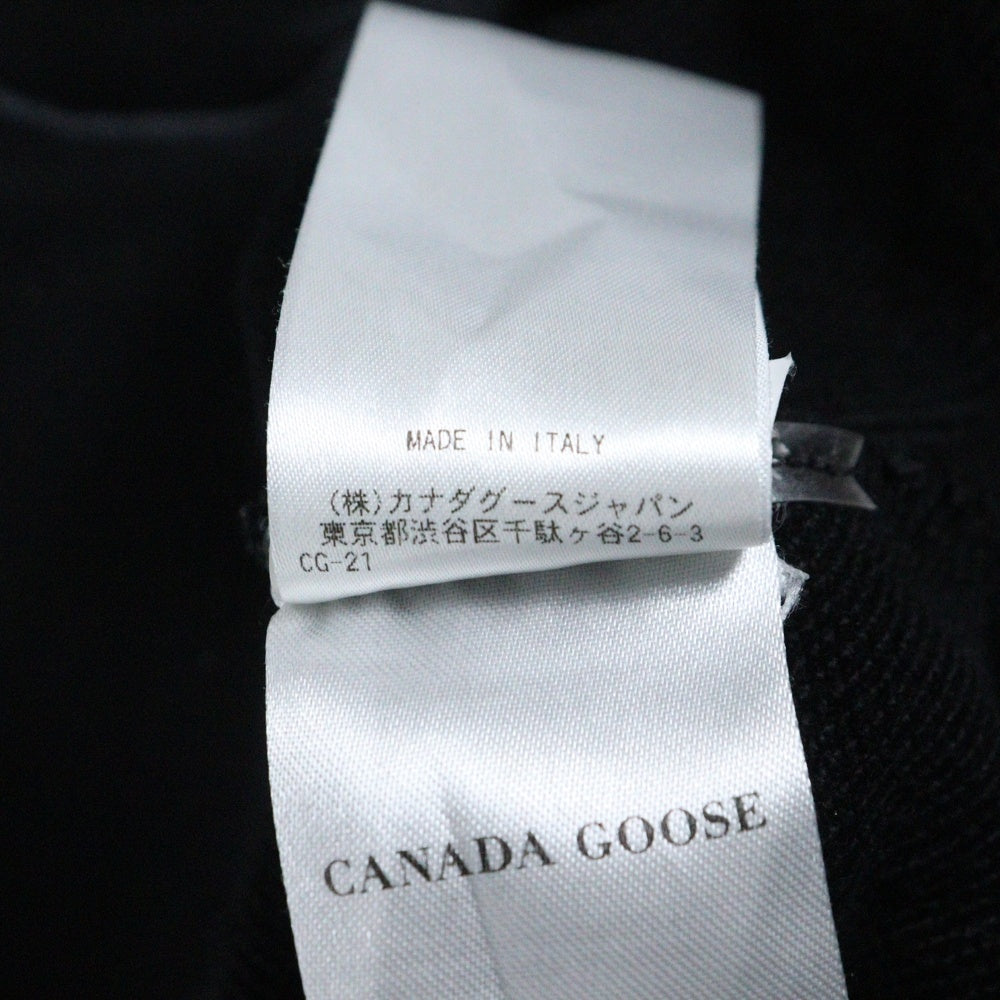 MADE IN ITALY
(株)カナダグースジャパン
東京都渋谷区千駄ヶ谷2-6-3
CG-21
CANADA GOOSE